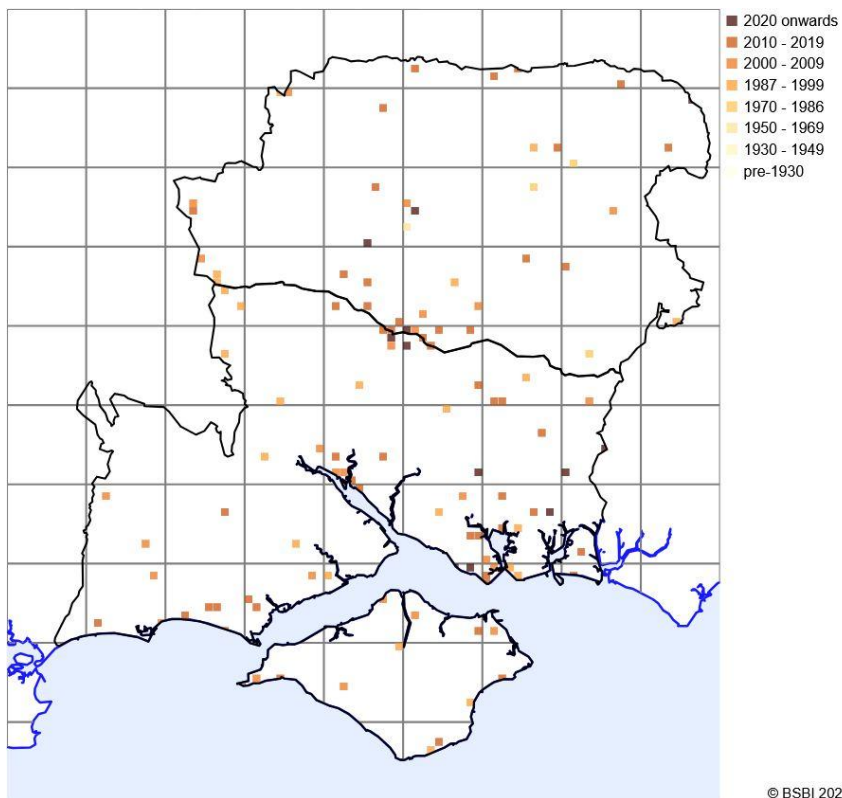 2020 onwards
2010 - 2019
2000 - 2009
1987 - 1999
1970 - 1986
1950 - 1969
1930 - 1949
pre-1930
© BSBI 202